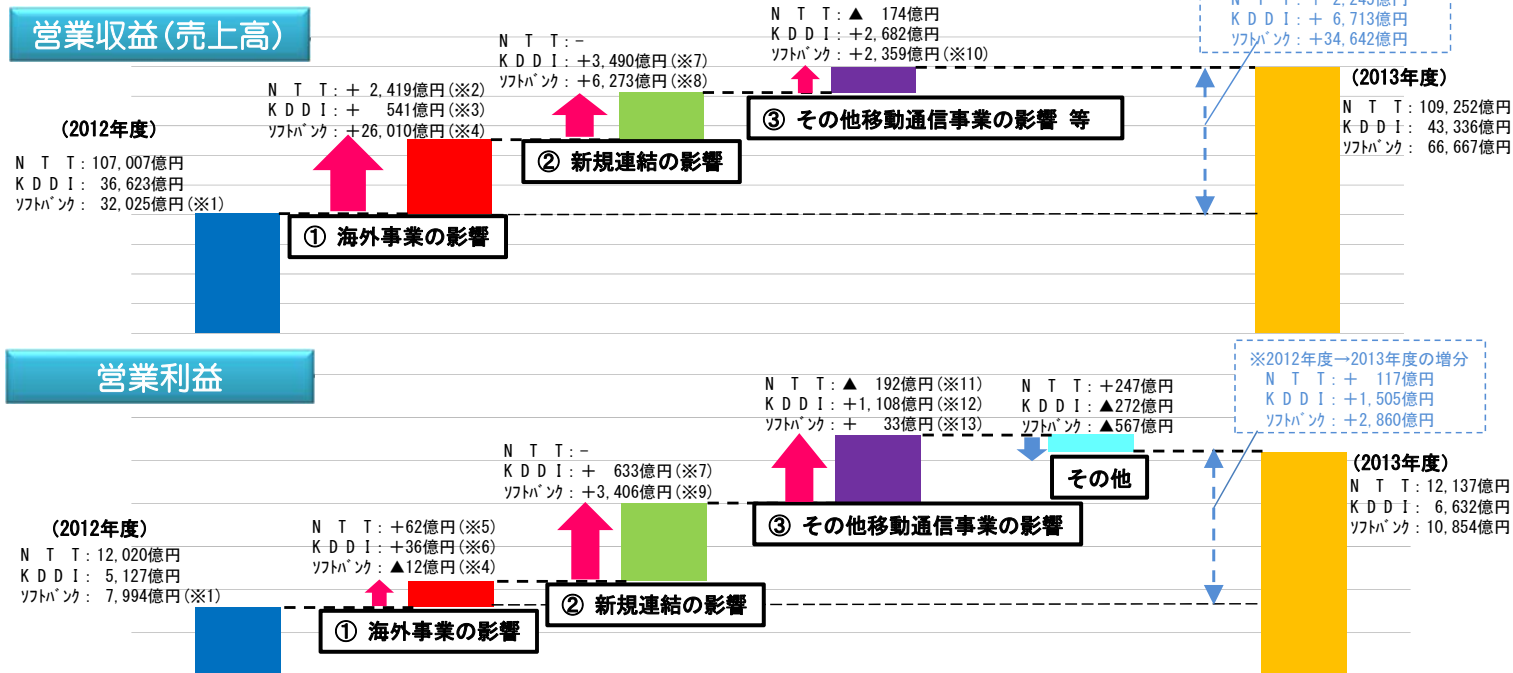 営業収益(売上高)
(2012年度)
N T T:107,007億円
K D D I: 36,623億円
ソフトバンク: 32,025億円(※1)
N T T:+ 2,419億円(※2)
K D D I:+ 541億円(※3)
ソフトバンク:+26,010億円(※4)
① 海外事業の影響
N T T:-
K D D I:+3,490億円(※7)
ソフトバンク:+6,273億円(※8)
② 新規連結の影響
N T T:▲ 174億円
K D D I:+2,682億円
ソフトバンク:+2,359億円(※10)
③ その他移動通信事業の影響 等
N T T:+ 2,245億円
K D D I:+ 6,713億円
ソフトバンク:+34,642億円
(2013年度)
N T T:109,252億円
K D D I: 43,336億円
ソフトバンク: 66,667億円
営業利益
(2012年度)
N T T:12,020億円
K D D I: 5,127億円
ソフトバンク: 7,994億円(※1)
N T T:+62億円(※5)
K D D I:+36億円(※6)
ソフトバンク:▲12億円(※4)
① 海外事業の影響
N T T:-
K D D I:+ 633億円(※7)
ソフトバンク:+3,406億円(※9)
② 新規連結の影響
N T T:▲ 192億円(※11)
K D D I:+1,108億円(※12)
ソフトバンク:+ 33億円(※13)
③ その他移動通信事業の影響
N T T:+247億円
K D D I:▲272億円
ソフトバンク:▲567億円
その他
※2012年度→2013年度の増分
N T T:+ 117億円
K D D I:+1,505億円
ソフトバンク:+2,860億円
(2013年度)
N T T:12,137億円
K D D I: 6,632億円
ソフトバンク:10,854億円